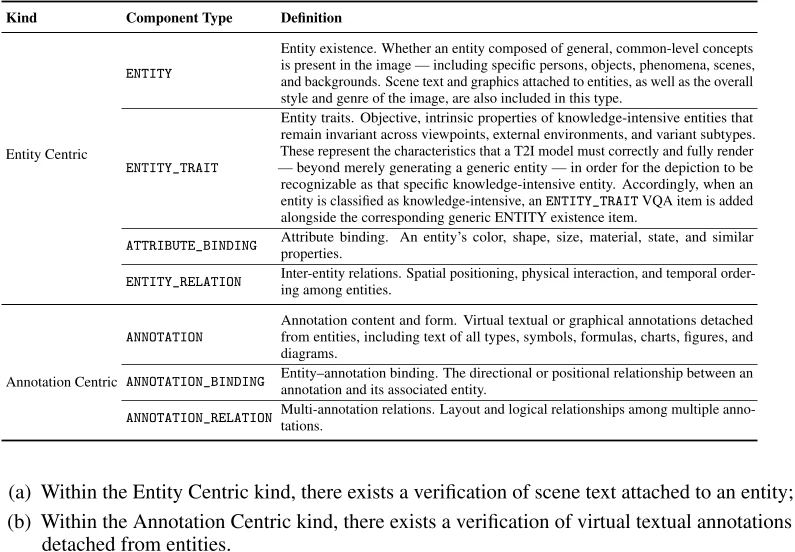 Kind Component Type Definition
Entity existence. Whether an entity composed of general, common-level concepts
is present in the image — including specific persons, objects, phenomena, scenes,
ENTITY
and backgrounds. Scene text and graphics attached to entities, as well as the overall
style and genre of the image, are also included in this type.
Entity traits. Objective, intrinsic properties of knowledge-intensive entities that
remain invariant across viewpoints, external environments, and variant subtypes.
Entity Centric
These represent the characteristics that a T2I model must correctly and fully render
ENTITY_TRAIT
— beyond merely generating a generic entity — in order for the depiction to be
recognizable as that specific knowledge-intensive entity. Accordingly, when an
entity is classified as knowledge-intensive, an ENTITY_TRAIT VQA item is added
alongside the corresponding generic ENTITY existence item.
ATTRIBUTE_BINDING
Attribute binding. An entity's color, shape, size, material, state, and similar
properties.
ENTITY_RELATION
Inter-entity relations. Spatial positioning, physical interaction, and temporal order-
ing among entities.
Annotation content and form. Virtual textual or graphical annotations detached
ANNOTATION
from entities, including text of all types, symbols, formulas, charts, figures, and
diagrams.
Annotation Centric
ANNOTATION_BINDING
Entity–annotation binding. The directional or positional relationship between an
annotation and its associated entity.
ANNOTATION_RELATION
Multi-annotation relations. Layout and logical relationships among multiple anno-
tations.
(a) Within the Entity Centric kind, there exists a verification of scene text attached to an entity;
(b) Within the Annotation Centric kind, there exists a verification of virtual textual annotations
detached from entities.